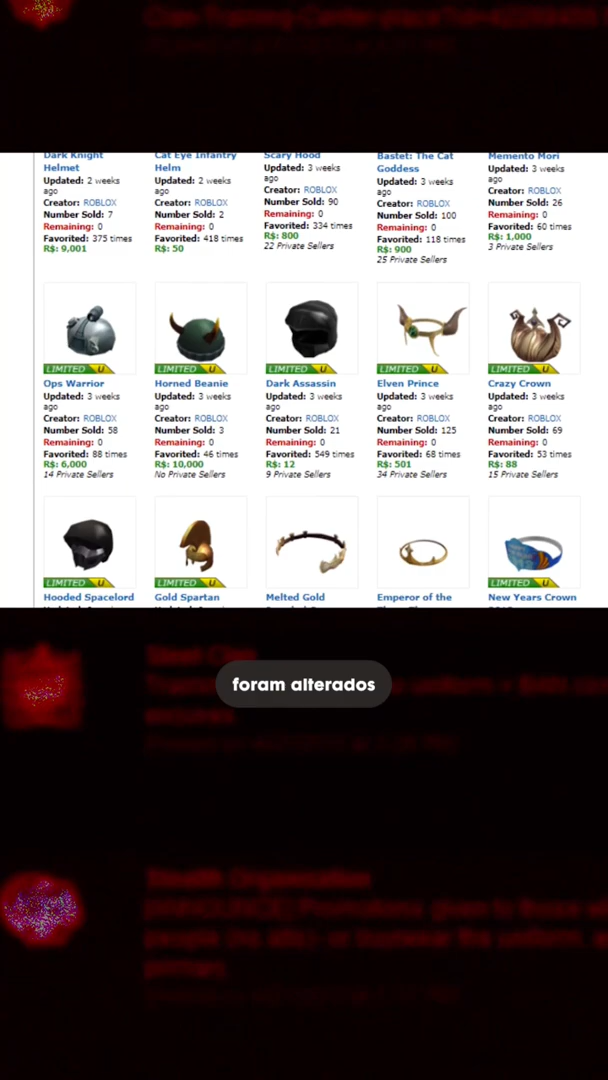 Dark Knight
Helmet
Updated: 2 weeks
ago
Creator: ROBLOX
Number Sold: 7
Remaining: 0
Favorited: 375 times
R$: 9,001
Cat Eye Infantry
Helm
Updated: 2 weeks
ago
Creator: ROBLOX
Number Sold: 2
Remaining: 0
Favorited: 418 times
R$: 50
Scary Hood
Updated: 3 weeks
ago
Creator: ROBLOX
Number Sold: 90
Remaining: 0
Favorited: 334 times
R$: 800
22 Private Sellers
Bastet: The Cat
Goddess
Updated: 3 weeks
ago
Creator: ROBLOX
Number Sold: 100
Remaining: 0
Favorited: 118 times
R$: 900
25 Private Sellers
Memento Mori
Updated: 3 weeks
ago
Creator: ROBLOX
Number Sold: 26
Remaining: 0
Favorited: 60 times
R$: 1,000
3 Private Sellers
LIMITED U
Ops Warrior
Updated: 3 weeks
ago
Creator: ROBLOX
Number Sold: 58
Remaining: 0
Favorited: 88 times
R$: 6,000
14 Private Sellers
LIMITED U
Horned Beanie
Updated: 3 weeks
ago
Creator: ROBLOX
Number Sold: 3
Remaining: 0
Favorited: 46 times
R$: 10,000
No Private Sellers
LIMITED U
Dark Assassin
Updated: 3 weeks
ago
Creator: ROBLOX
Number Sold: 21
Remaining: 0
Favorited: 549 times
R$: 12
9 Private Sellers
LIMITED U
Elven Prince
Updated: 3 weeks
ago
Creator: ROBLOX
Number Sold: 125
Remaining: 0
Favorited: 68 times
R$: 501
34 Private Sellers
LIMITED U
Crazy Crown
Updated: 3 weeks
ago
Creator: ROBLOX
Number Sold: 69
Remaining: 0
Favorited: 53 times
R$: 88
15 Private Sellers
LIMITED U
Hooded Spacelord
LIMITED U
Gold Spartan
Melted Gold
Emperor of the
LIMITED U
New Years Crown
foram alterados